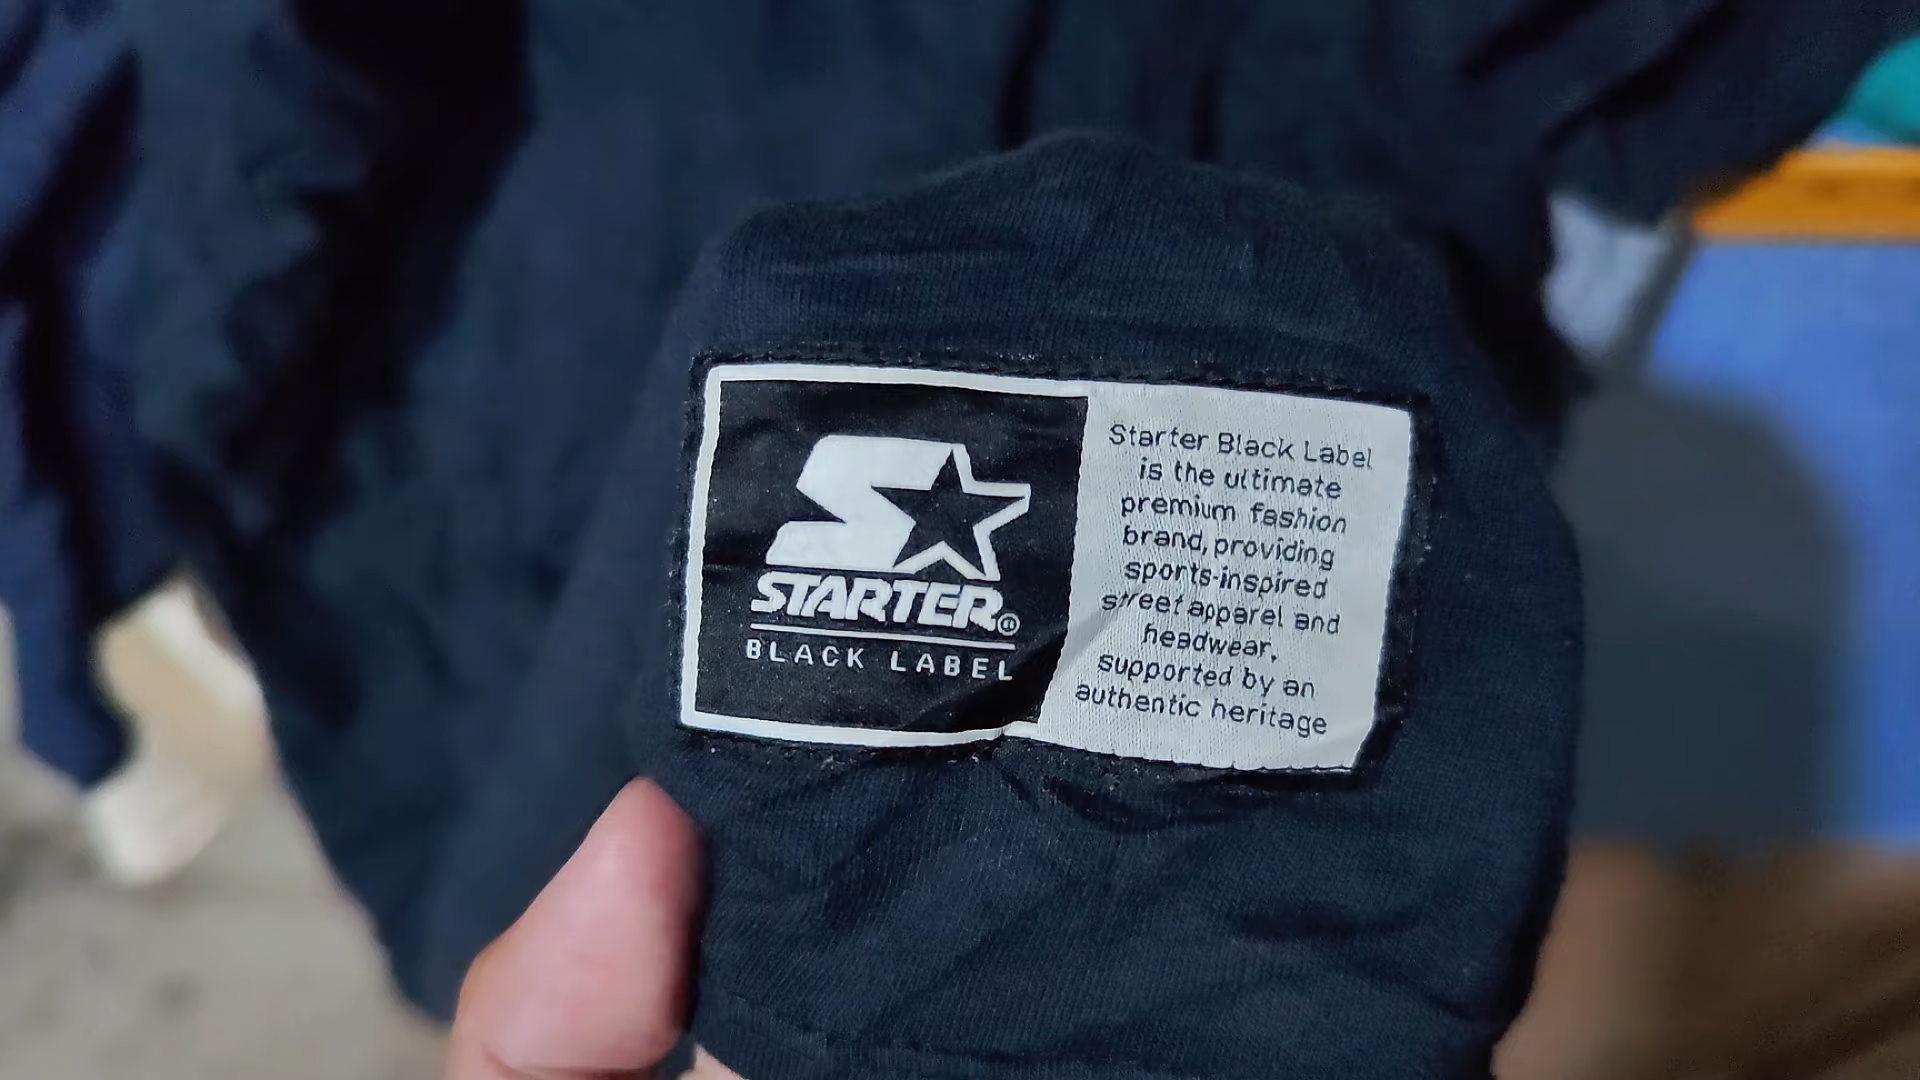 STARTER®
BLACK LABEL
Starter Black Label
is the ultimate
premium fashion
brand, providing
sports-inspired
street apparel and
headwear,
supported by an
authentic heritage